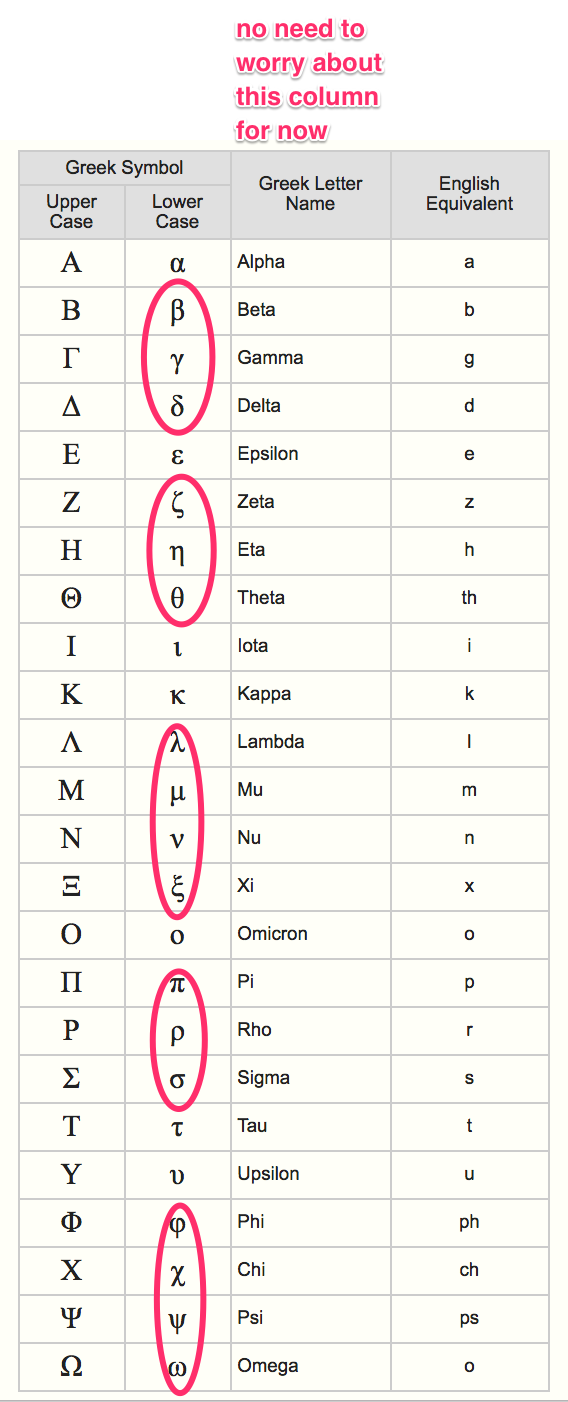 no need to
worry about
this column
for now
Greek Symbol
Greek Letter
Name
English
Equivalent
Upper
Case
Lower
Case
Α α Alpha a
Β β Beta b
Γ γ Gamma g
Δ δ Delta d
Ε ε Epsilon e
Ζ ζ Zeta z
Η η Eta h
Θ θ Theta th
Ι ι Iota i
Κ κ Kappa k
Λ λ Lambda l
Μ μ Mu m
Ν ν Nu n
Ξ ξ Xi x
Ο ο Omicron o
Π π Pi p
Ρ ρ Rho r
Σ σ Sigma s
Τ τ Tau t
Υ υ Upsilon u
Φ φ Phi ph
Χ χ Chi ch
Ψ ψ Psi ps
Ω ω Omega o